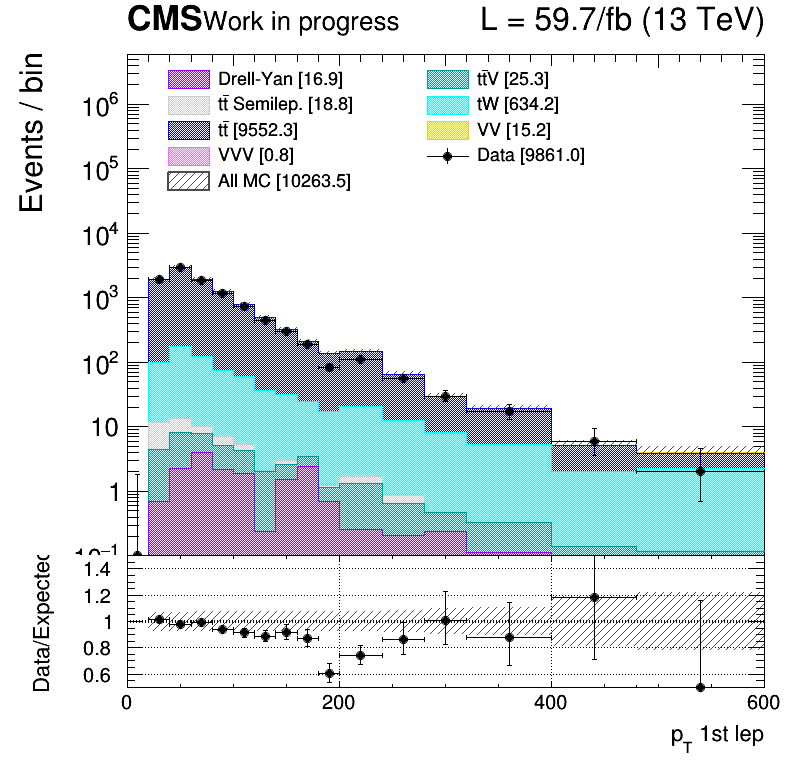 CMS Work in progress L = 59.7/fb (13 TeV)
Events / bin
Drell-Yan [16.9]
tt̄ Semilep. [18.8]
tt̄ [9552.3]
VVV [0.8]
All MC [10263.5]
tt̄V [25.3]
tW [634.2]
VV [15.2]
Data [9861.0]
10⁶
10⁵
10⁴
10³
10²
10
1
10⁻¹
Data/Expected
1.4
1.2
1
0.8
0.6
0 200 400 600
p_T 1st lep